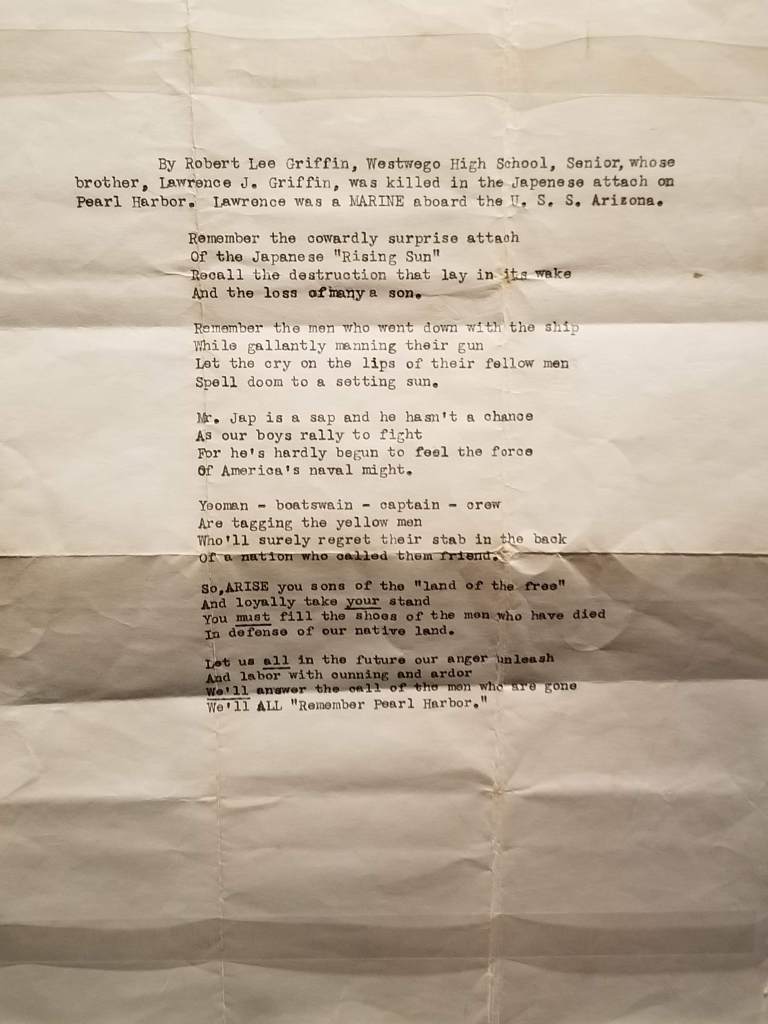 By Robert Lee Griffin, Westwego High School, Senior, whose
brother, Lawrence J. Griffin, was killed in the Japenese attach on
Pearl Harbor. Lawrence was a MARINE aboard the U. S. S. Arizona.
Remember the cowardly surprise attach
Of the Japanese "Rising Sun"
Recall the destruction that lay in its wake
And the loss of many a son.
Remember the men who went down with the ship
While gallantly manning their gun
Let the cry on the lips of their fellow men
Spell doom to a setting sun.
Mr. Jap is a sap and he hasn't a chance
As our boys rally to fight
For he's hardly begun to feel the force
Of America's naval might.
Yeoman - boatswain - captain - crew
Are tagging the yellow men
Who'll surely regret their stab in the back
Of a nation who called them friend.
So, ARISE you sons of the "land of the free"
And loyally take your stand
You must fill the shoes of the men who have died
In defense of our native land.
Let us all in the future our anger unleash
And labor with cunning and ardor
We'll answer the call of the men who are gone
We'll ALL "Remember Pearl Harbor."